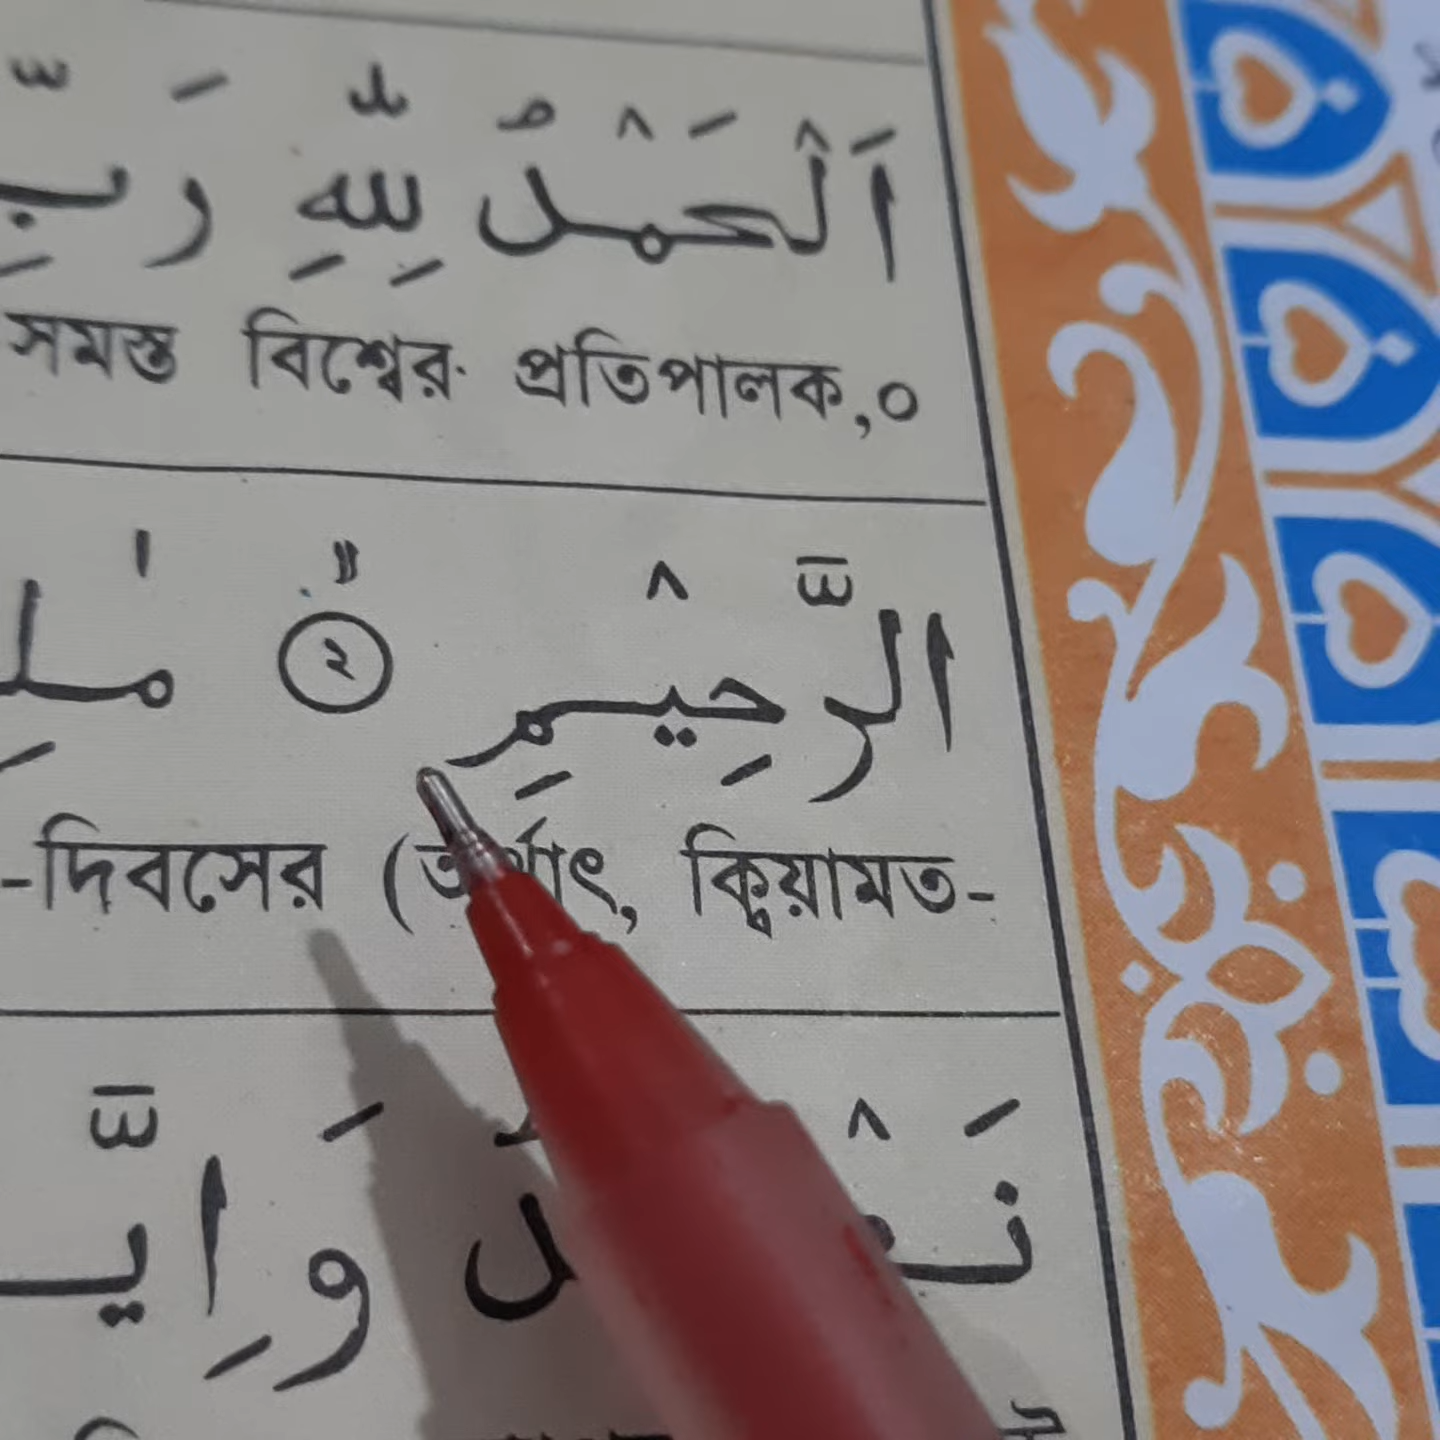 اَلْحَمْدُ لِلّٰهِ رَبِّ
সমস্ত বিশ্বের প্রতিপালক,০
الرَّحِيْمِ ٢ مٰلِ
-দিবসের ( অর্থাৎ, ক্বিয়ামত-
وَاِيَّ